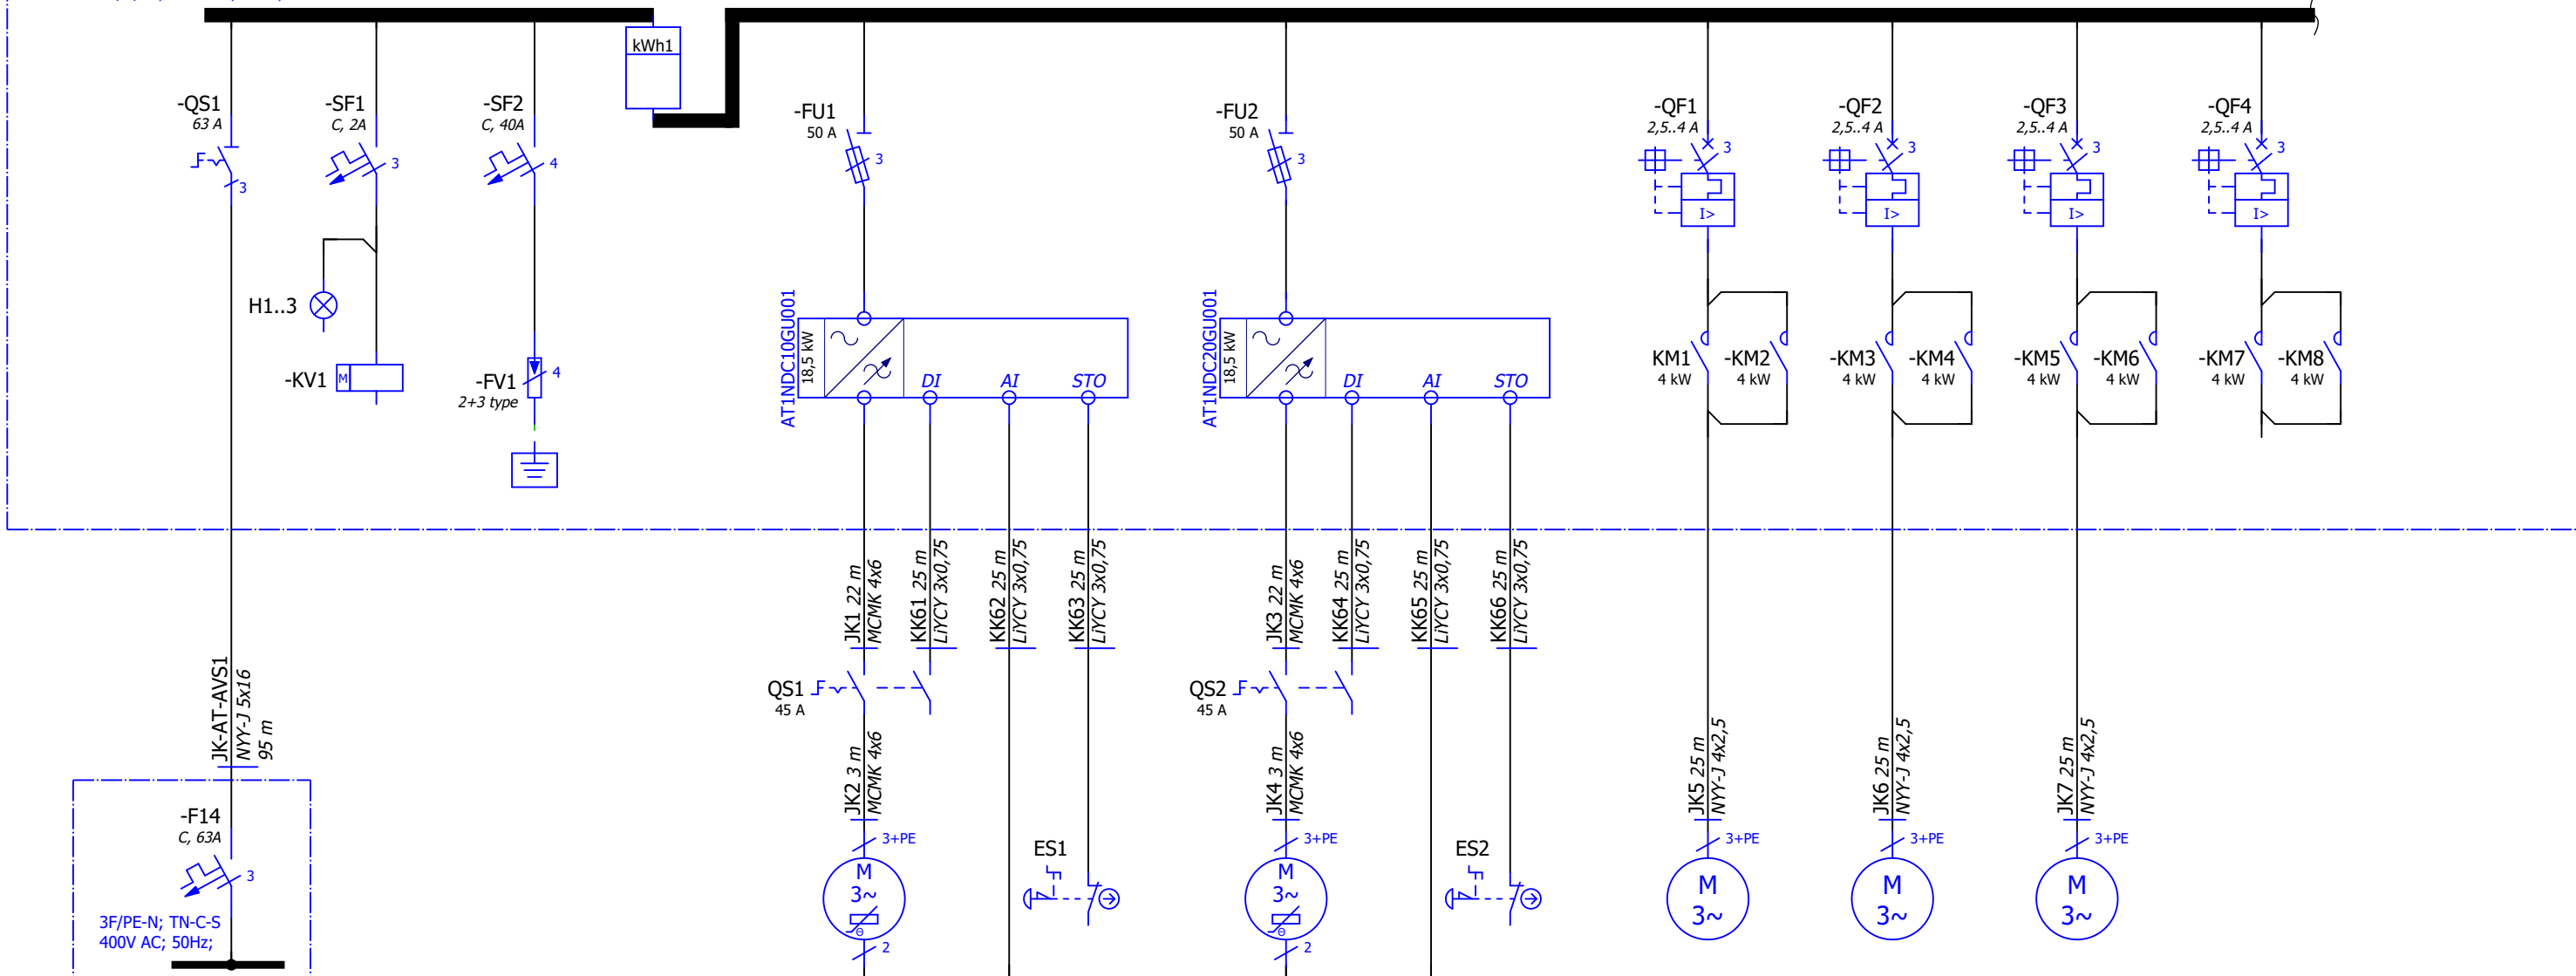 kWh1
-QS1
63 A
3
-SF1
C, 2A
3
-SF2
C, 40A
4
-FU1
50 A
3
-FU2
50 A
3
-QF1
2,5..4 A
3
I>
-QF2
2,5..4 A
3
I>
-QF3
2,5..4 A
3
I>
-QF4
2,5..4 A
3
I>
H1..3
-KV1
M
-FV1
2+3 type
4
AT1NDC10GU001
18,5 kW
DI
AI
STO
AT1NDC20GU001
18,5 kW
DI
AI
STO
KM1
4 kW
-KM2
4 kW
-KM3
4 kW
-KM4
4 kW
-KM5
4 kW
-KM6
4 kW
-KM7
4 kW
-KM8
4 kW
JK1 22 m
MCMK 4x6
KK61 25 m
LiYCY 3x0,75
KK62 25 m
LiYCY 3x0,75
KK63 25 m
LiYCY 3x0,75
JK3 22 m
MCMK 4x6
KK64 25 m
LiYCY 3x0,75
KK65 25 m
LiYCY 3x0,75
KK66 25 m
LiYCY 3x0,75
QS1
45 A
QS2
45 A
JK-AT-AVS1
NYY-J 5x16
95 m
JK2 3 m
MCMK 4x6
JK4 3 m
MCMK 4x6
JK5 25 m
NYY-J 4x2,5
JK6 25 m
NYY-J 4x2,5
JK7 25 m
NYY-J 4x2,5
-F14
C, 63A
3
3F/PE-N; TN-C-S
400V AC; 50Hz;
3+PE
M
3~
Θ
2
ES1
3+PE
M
3~
Θ
2
ES2
3+PE
M
3~
3+PE
M
3~
3+PE
M
3~